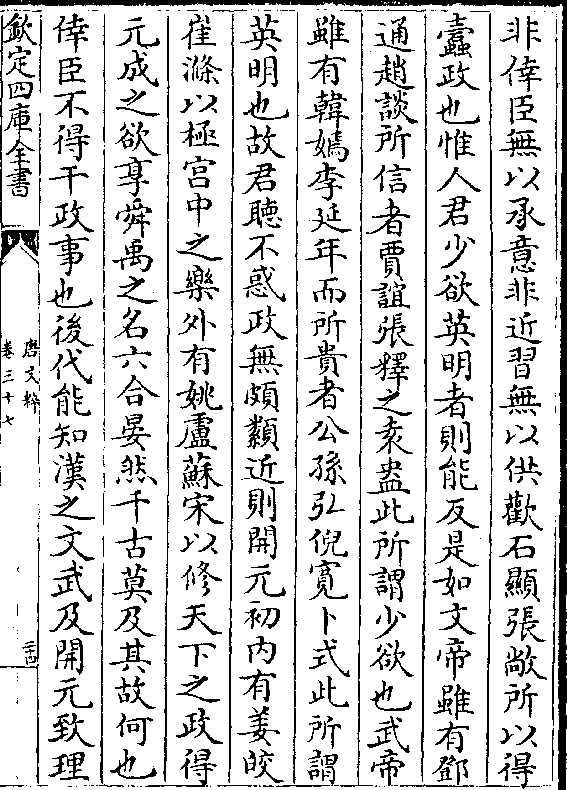 非倖臣無以承意非近習無以供歡石顯張敞所以得
蠧政也惟人君少欲英明者則能反是如文帝雖有鄧
通趙談所信者賈誼張釋之袁盎此所謂少欲也武帝
雖有韓嫣李延年而所貴者公孫弘倪寛卜式此所謂
英明也故君聴不惑政無頗纇近則開元初内有姜皎
崔滌以極宫中之樂外有姚盧蘇宋以修天下之政得
元成之欲享舜禹之名六合晏然千古莫及其故何也
倖臣不得干政事也後代能知漢之文武及開元致理
欽定四庫全書
唐文粹
卷三十七
三十四